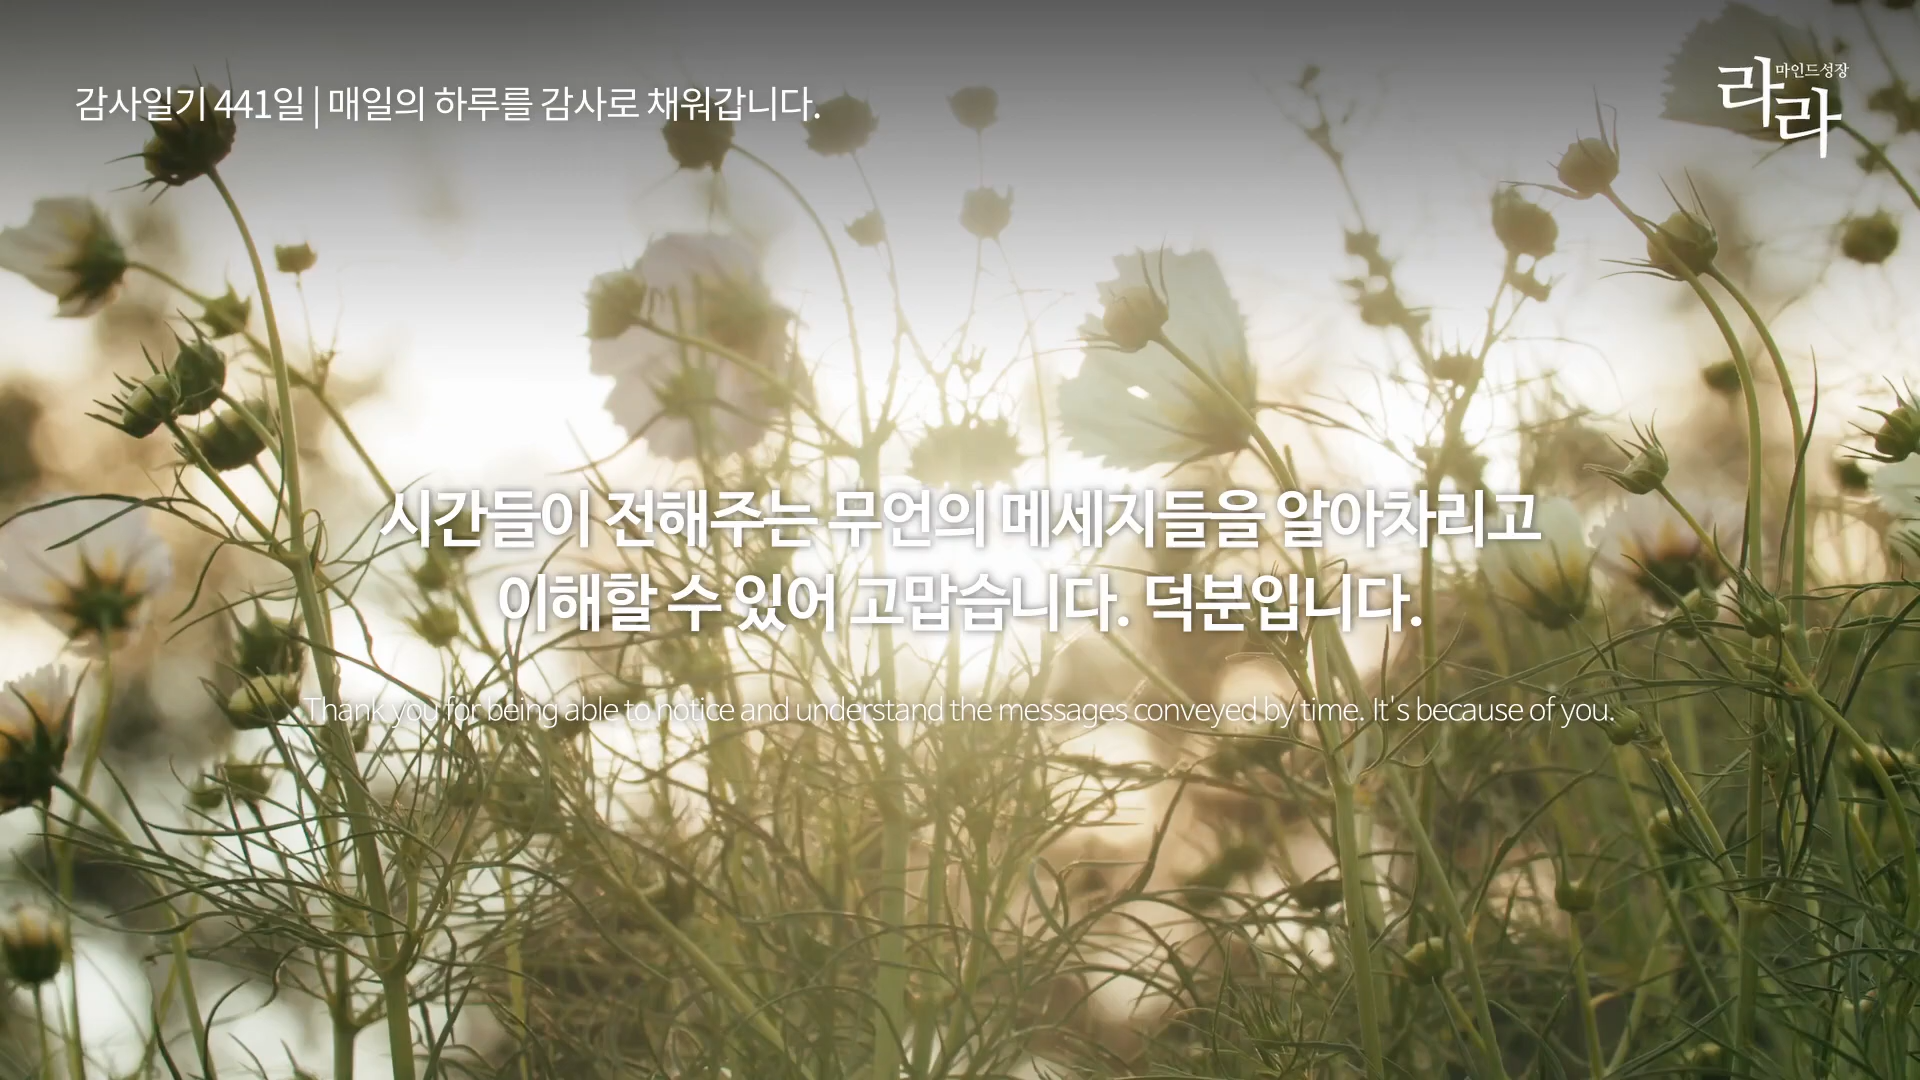 감사일기 441일 | 매일의 하루를 감사로 채워갑니다.
마인드성장
라라
시간들이 전해주는 무언의 메세지들을 알아차리고
이해할 수 있어 고맙습니다. 덕분입니다.
Thank you for being able to notice and understand the messages conveyed by time. It's because of you.